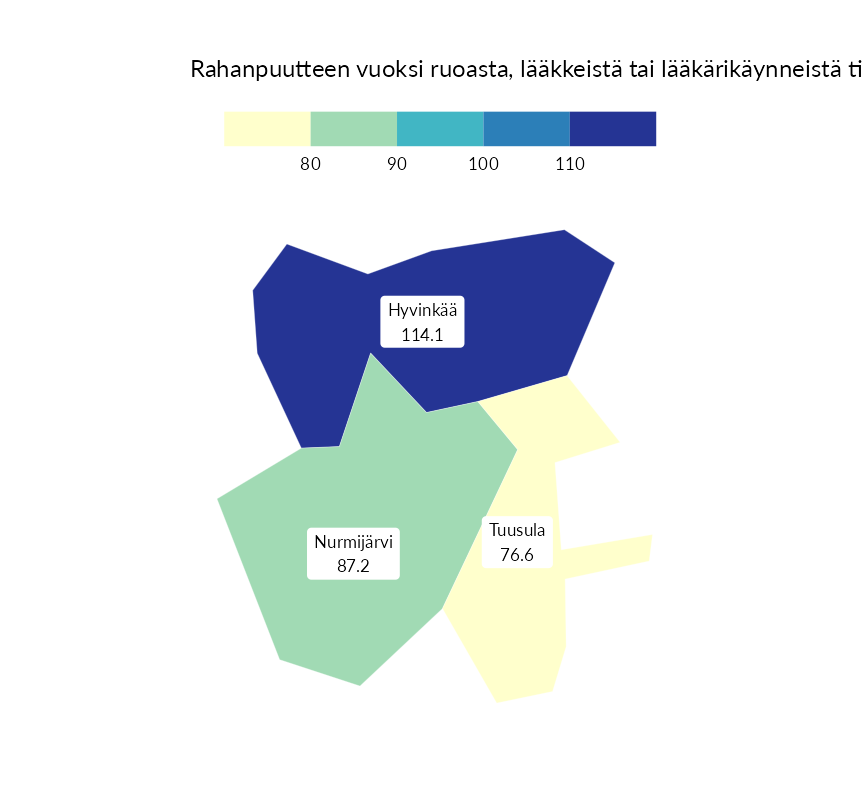 Rahanpuutteen vuoksi ruoasta, lääkkeistä tai lääkärikäynneistä ti
80 90 100 110
Hyvinkää
114.1
Nurmijärvi
87.2
Tuusula
76.6